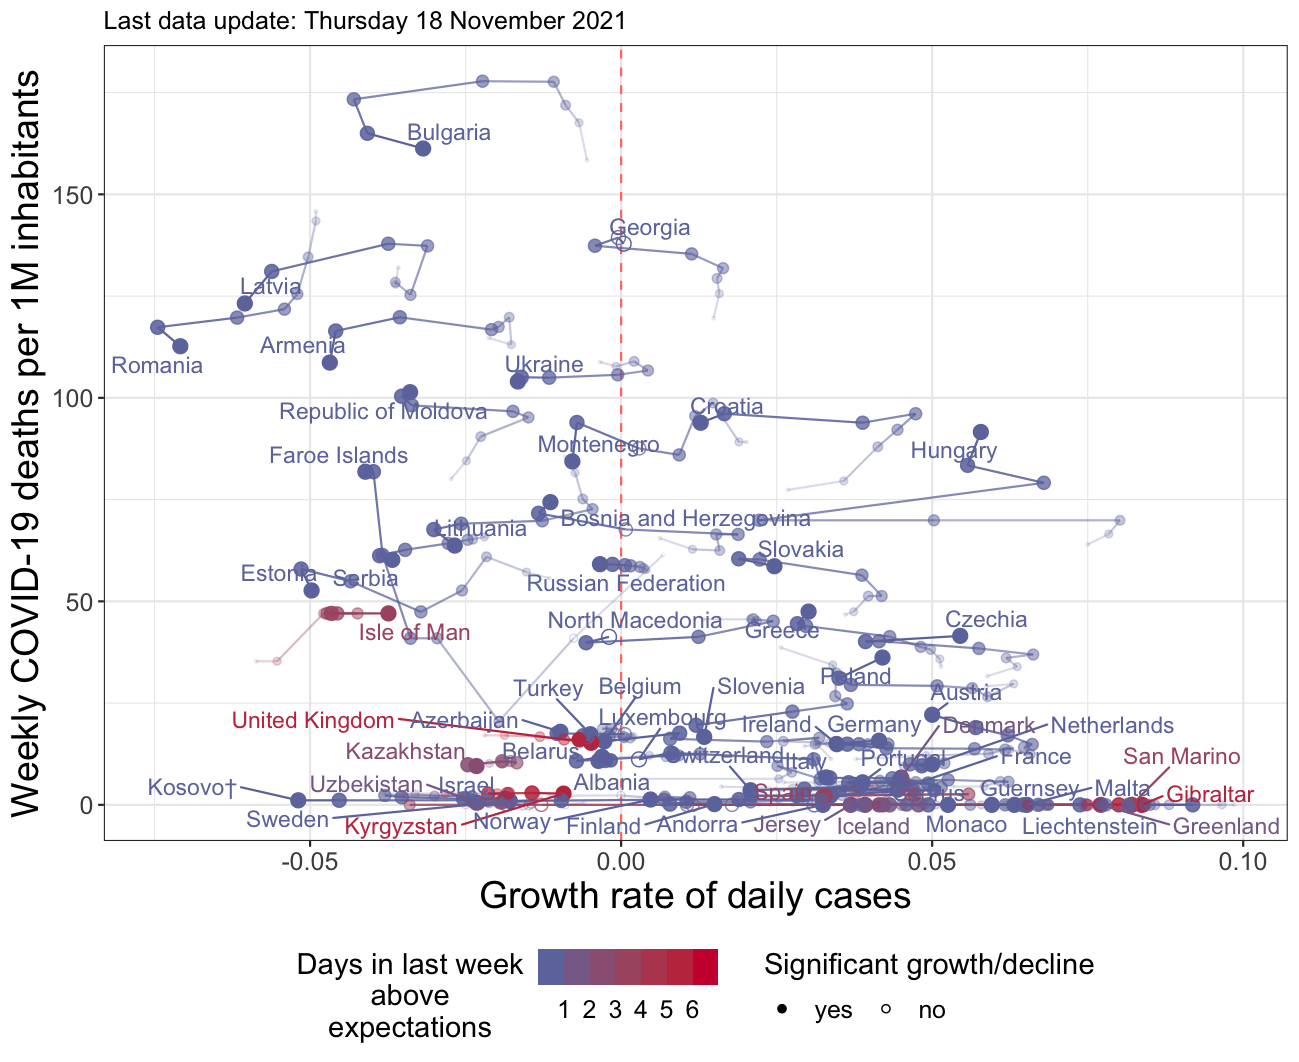 Last data update: Thursday 18 November 2021
Weekly COVID-19 deaths per 1M inhabitants
150
100
50
0
Bulgaria
Georgia
Latvia
Romania
Armenia
Ukraine
Republic of Moldova
Croatia
Montenegro
Hungary
Faroe Islands
Lithuania
Bosnia and Herzegovina
Slovakia
Estonia
Serbia
Russian Federation
Isle of Man
North Macedonia
Greece
Czechia
Poland
Turkey
Belgium
Slovenia
Austria
United Kingdom
Azerbaijan
Luxembourg
Ireland
Germany
Denmark
Netherlands
Kazakhstan
Belarus
Switzerland
Italy
Portugal
France
San Marino
Kosovo†
Uzbekistan
Israel
Albania
Spain
Guernsey
Malta
Gibraltar
Sweden
Kyrgyzstan
Norway
Finland
Andorra
Jersey
Iceland
Monaco
Liechtenstein
Greenland
-0.05
0.00
0.05
0.10
Growth rate of daily cases
Days in last week
above
expectations
1 2 3 4 5 6
Significant growth/decline
yes
no